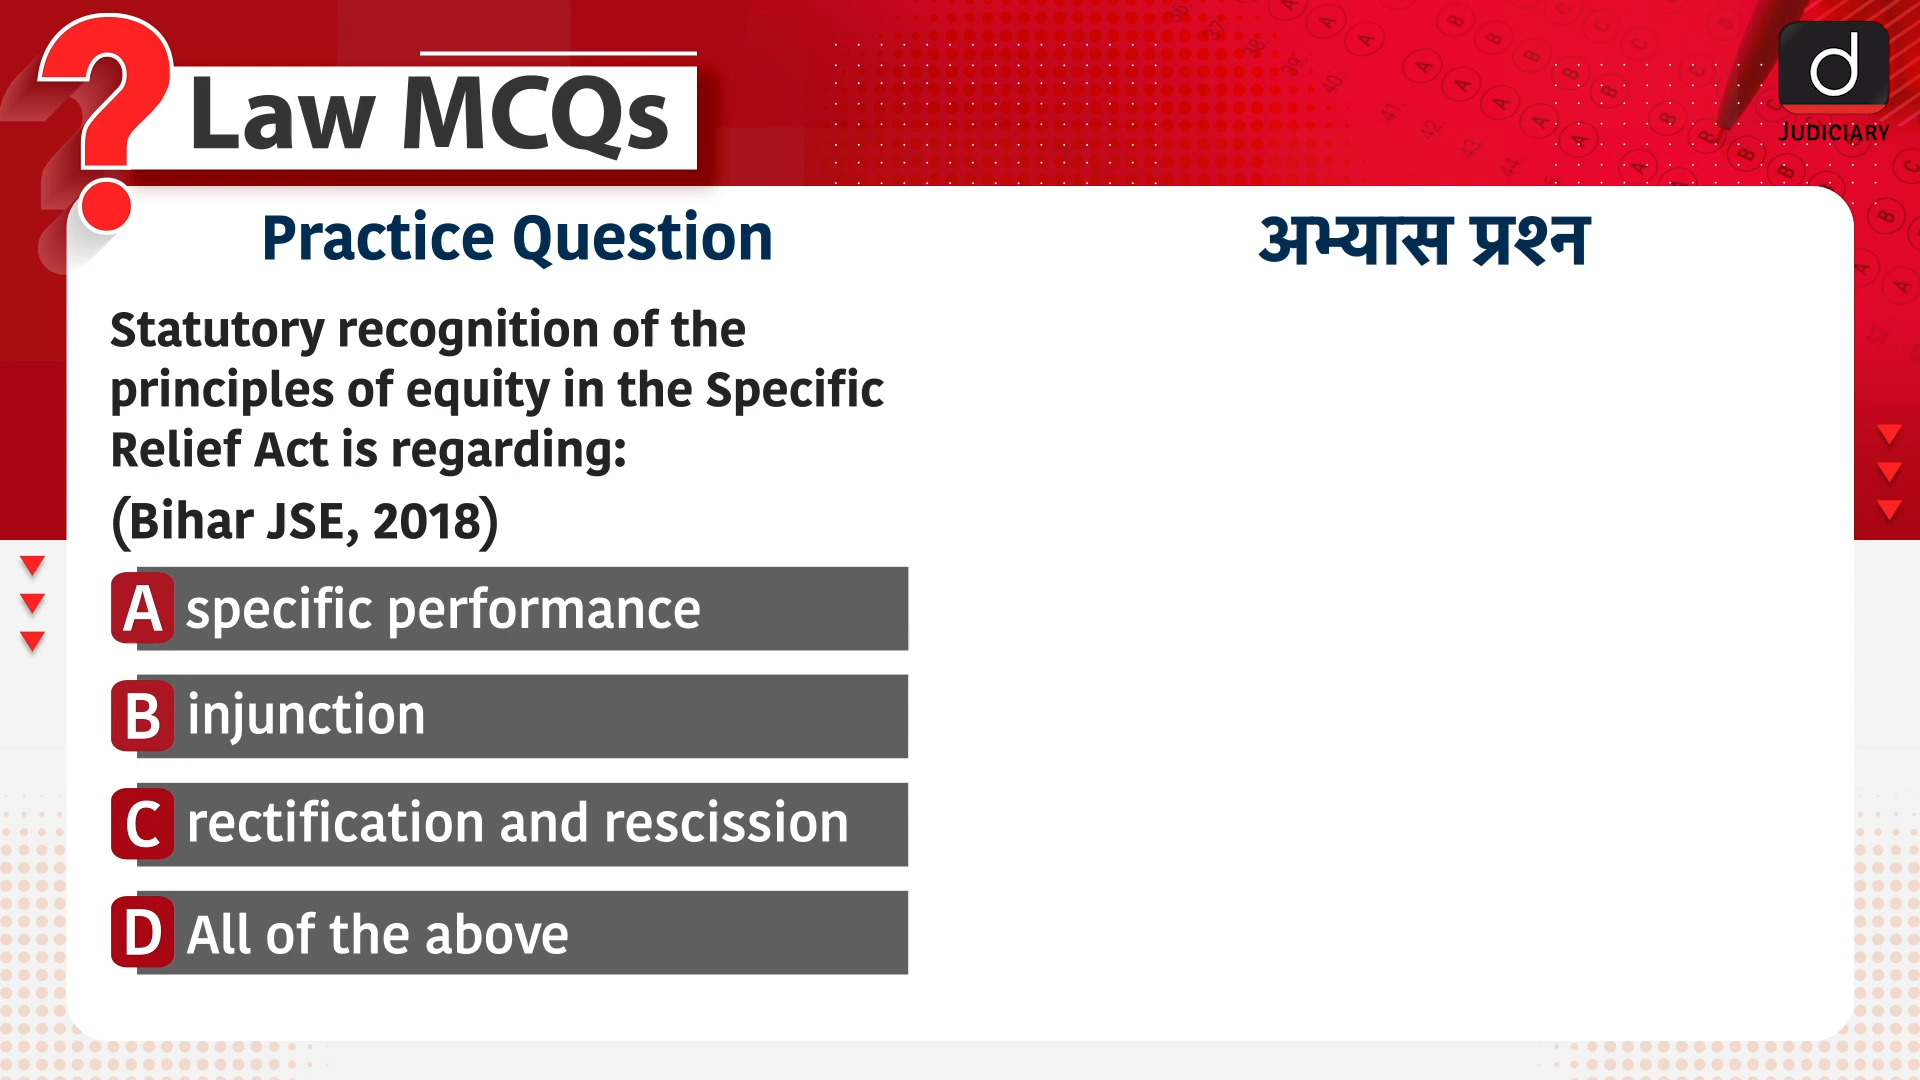 Law MCQs
JUDICIARY
Practice Question
Statutory recognition of the
principles of equity in the Specific
Relief Act is regarding:
(Bihar JSE, 2018)
A specific performance
B injunction
C rectification and rescission
D All of the above
अभ्यास प्रश्न